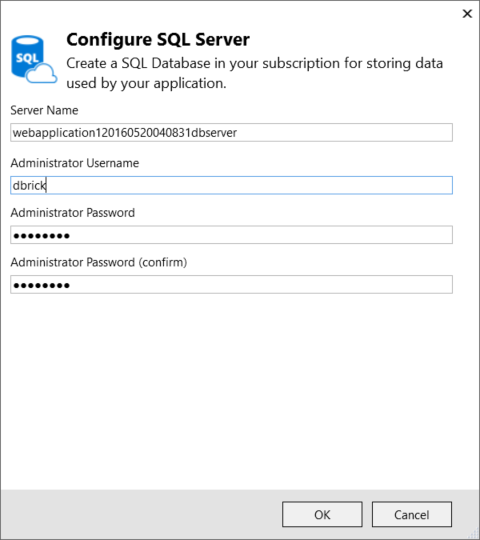 Configure SQL Server
SQL
Create a SQL Database in your subscription for storing data
used by your application.
Server Name
webapplication120160520040831dbserver
Administrator Username
dbrick
Administrator Password
●●●●●●●●
Administrator Password (confirm)
●●●●●●●●
OK
Cancel